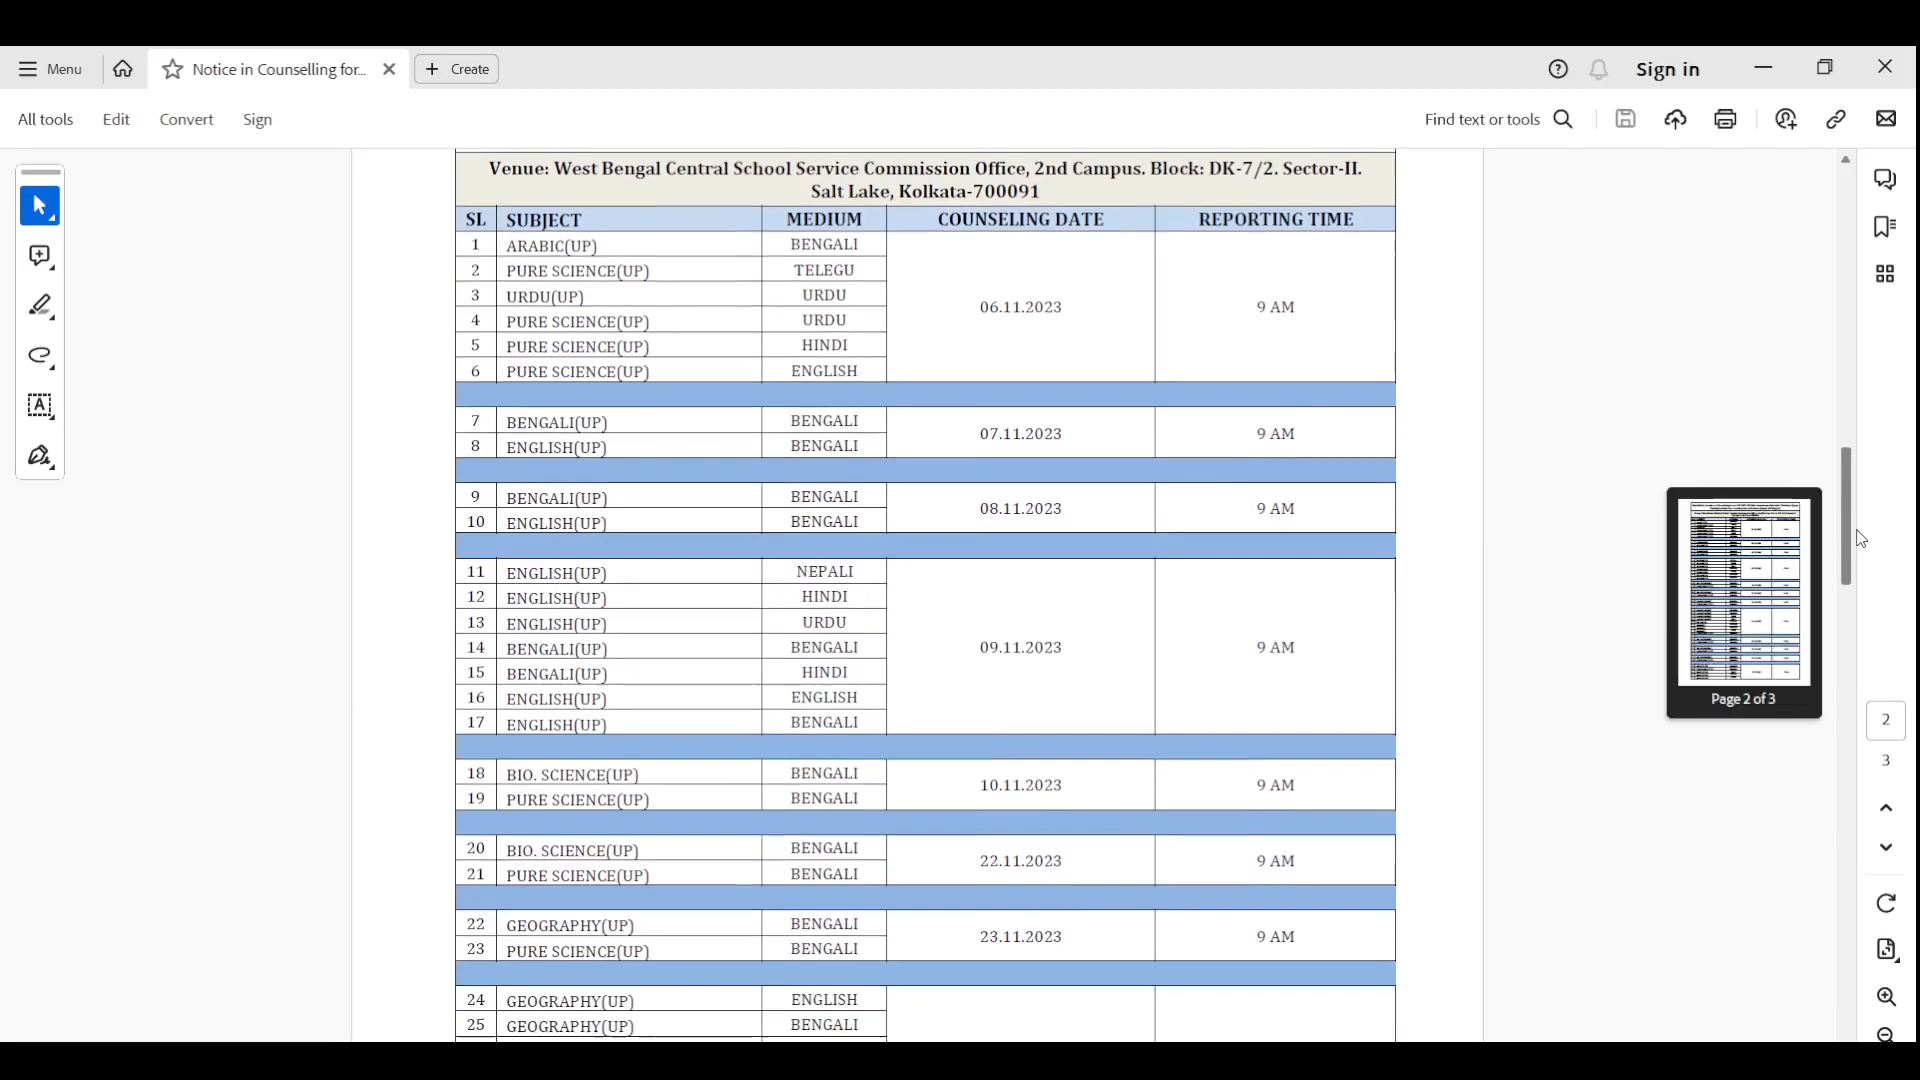 Menu
Notice in Counselling for...
Create
Sign in
All tools Edit Convert Sign
Find text or tools
Venue: West Bengal Central School Service Commission Office, 2nd Campus. Block: DK-7/2. Sector-II.
Salt Lake, Kolkata-700091
SL SUBJECT MEDIUM COUNSELING DATE REPORTING TIME
1 ARABIC(UP) BENGALI
2 PURE SCIENCE(UP) TELEGU
3 URDU(UP) URDU
06.11.2023 9 AM
4 PURE SCIENCE(UP) URDU
5 PURE SCIENCE(UP) HINDI
6 PURE SCIENCE(UP) ENGLISH
7 BENGALI(UP) BENGALI
07.11.2023 9 AM
8 ENGLISH(UP) BENGALI
9 BENGALI(UP) BENGALI
08.11.2023 9 AM
10 ENGLISH(UP) BENGALI
11 ENGLISH(UP) NEPALI
12 ENGLISH(UP) HINDI
13 ENGLISH(UP) URDU
14 BENGALI(UP) BENGALI 09.11.2023 9 AM
15 BENGALI(UP) HINDI
16 ENGLISH(UP) ENGLISH
17 ENGLISH(UP) BENGALI
18 BIO. SCIENCE(UP) BENGALI
10.11.2023 9 AM
19 PURE SCIENCE(UP) BENGALI
20 BIO. SCIENCE(UP) BENGALI
22.11.2023 9 AM
21 PURE SCIENCE(UP) BENGALI
22 GEOGRAPHY(UP) BENGALI
23.11.2023 9 AM
23 PURE SCIENCE(UP) BENGALI
24 GEOGRAPHY(UP) ENGLISH
25 GEOGRAPHY(UP) BENGALI
Page 2 of 3
2
3